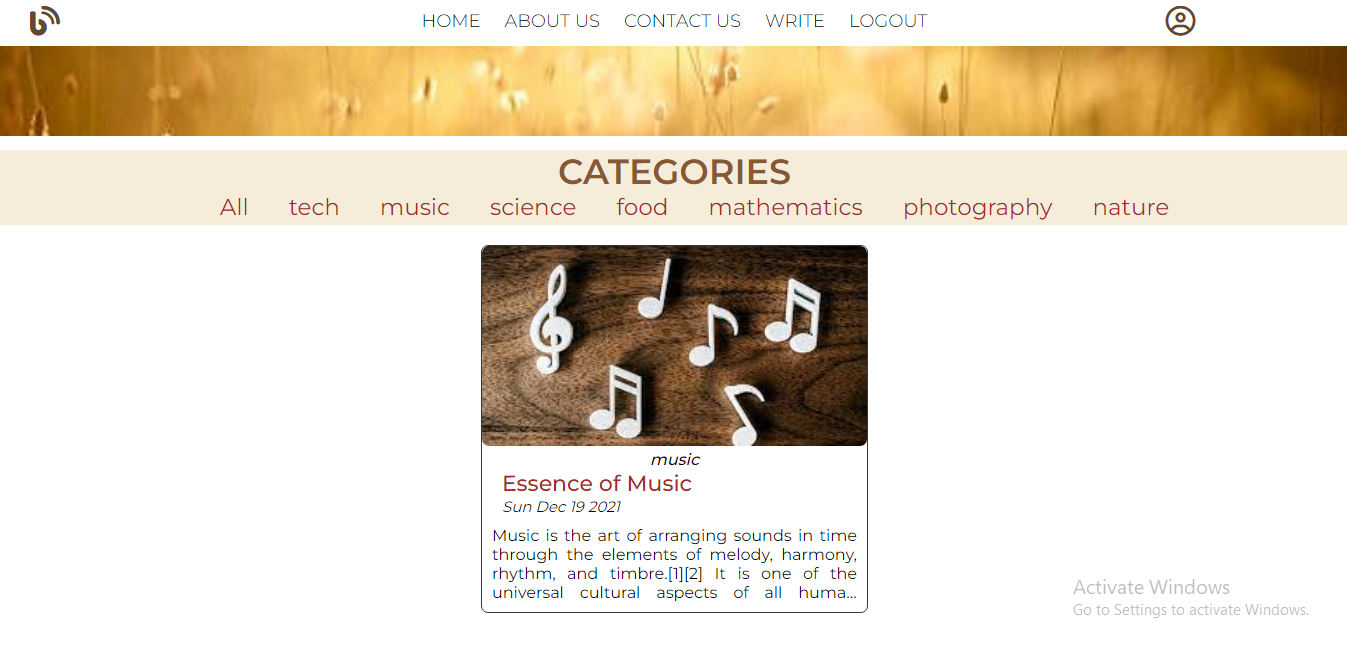 HOME ABOUT US CONTACT US WRITE LOGOUT
CATEGORIES
All tech music science food mathematics photography nature
music
Essence of Music
Sun Dec 19 2021
Music is the art of arranging sounds in time
through the elements of melody, harmony,
rhythm, and timbre.[1][2] It is one of the
universal cultural aspects of all huma...
Activate Windows
Go to Settings to activate Windows.